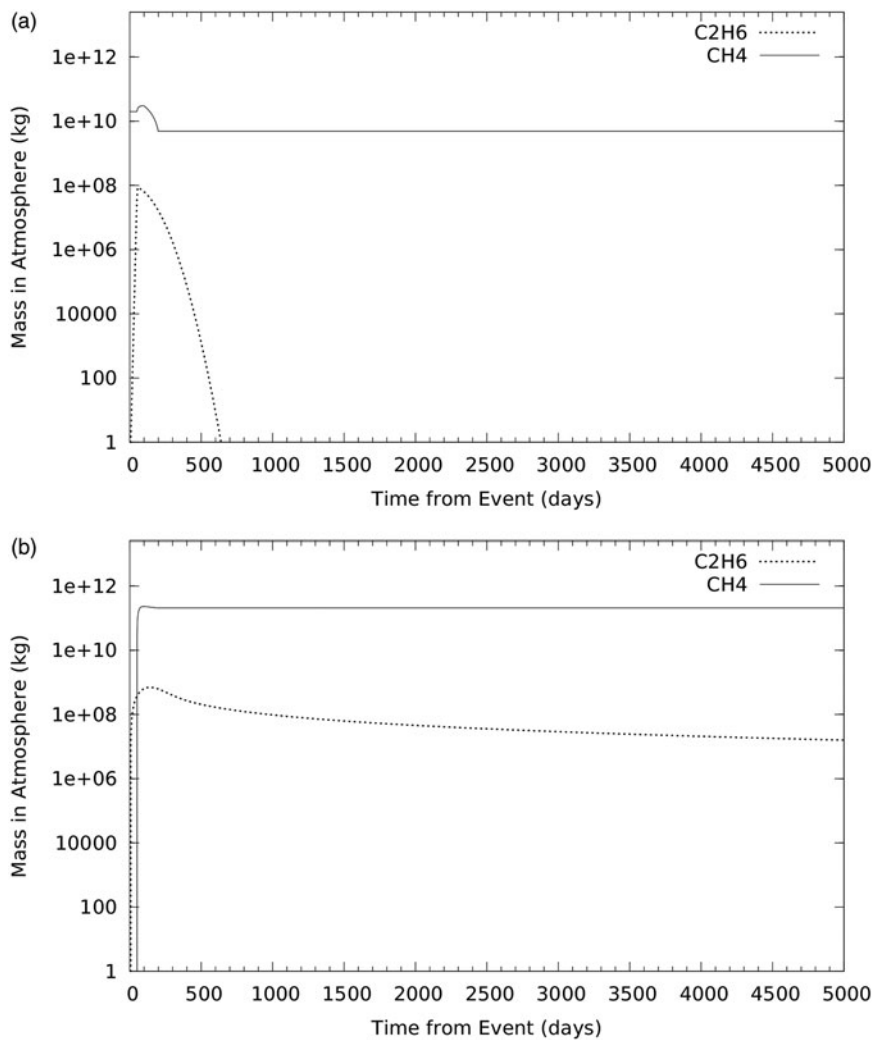 (a)
C2H6
CH4
1e+12
1e+10
1e+08
1e+06
10000
100
1
Mass in Atmosphere (kg)
0 500 1000 1500 2000 2500 3000 3500 4000 4500 5000
Time from Event (days)
(b)
C2H6
CH4
1e+12
1e+10
1e+08
1e+06
10000
100
1
Mass in Atmosphere (kg)
0 500 1000 1500 2000 2500 3000 3500 4000 4500 5000
Time from Event (days)